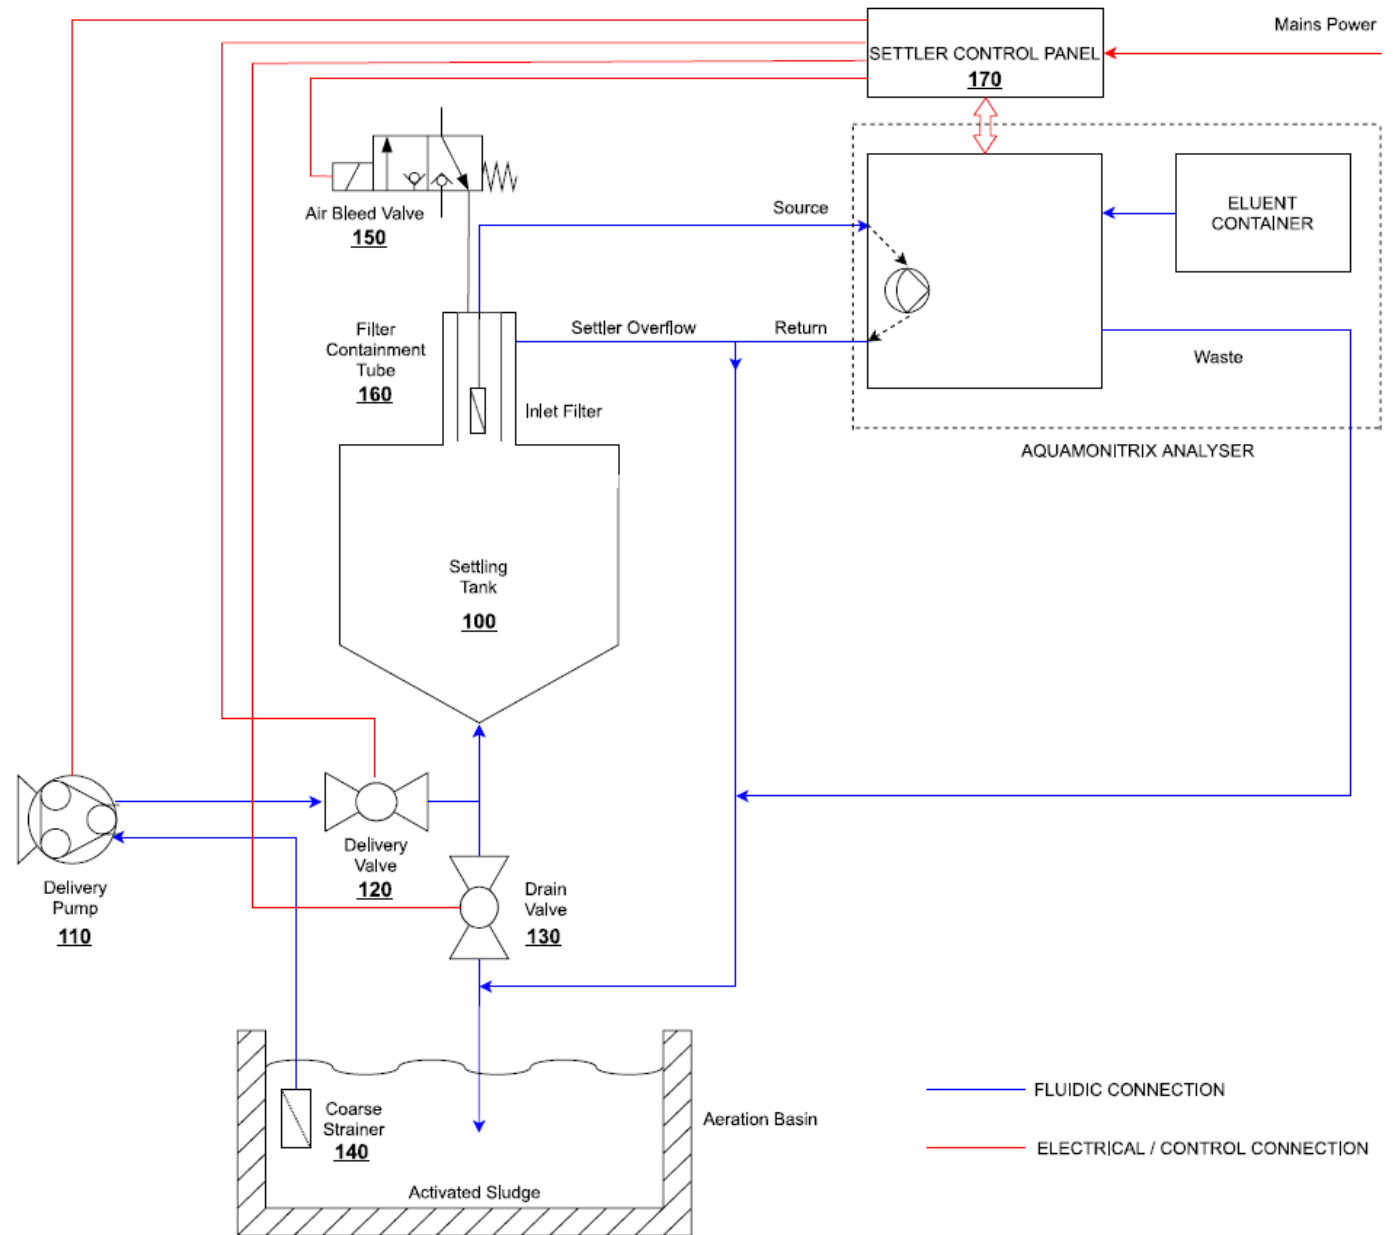 Mains Power
SETTLER CONTROL PANEL
170
Air Bleed Valve
150
Source
ELUENT
CONTAINER
Filter
Containment
Tube
160
Settler Overflow
Return
Waste
Inlet Filter
AQUAMONITRIX ANALYSER
Settling
Tank
100
Delivery
Valve
120
Delivery
Pump
110
Drain
Valve
130
Coarse
Strainer
140
Aeration Basin
Activated Sludge
FLUIDIC CONNECTION
ELECTRICAL / CONTROL CONNECTION